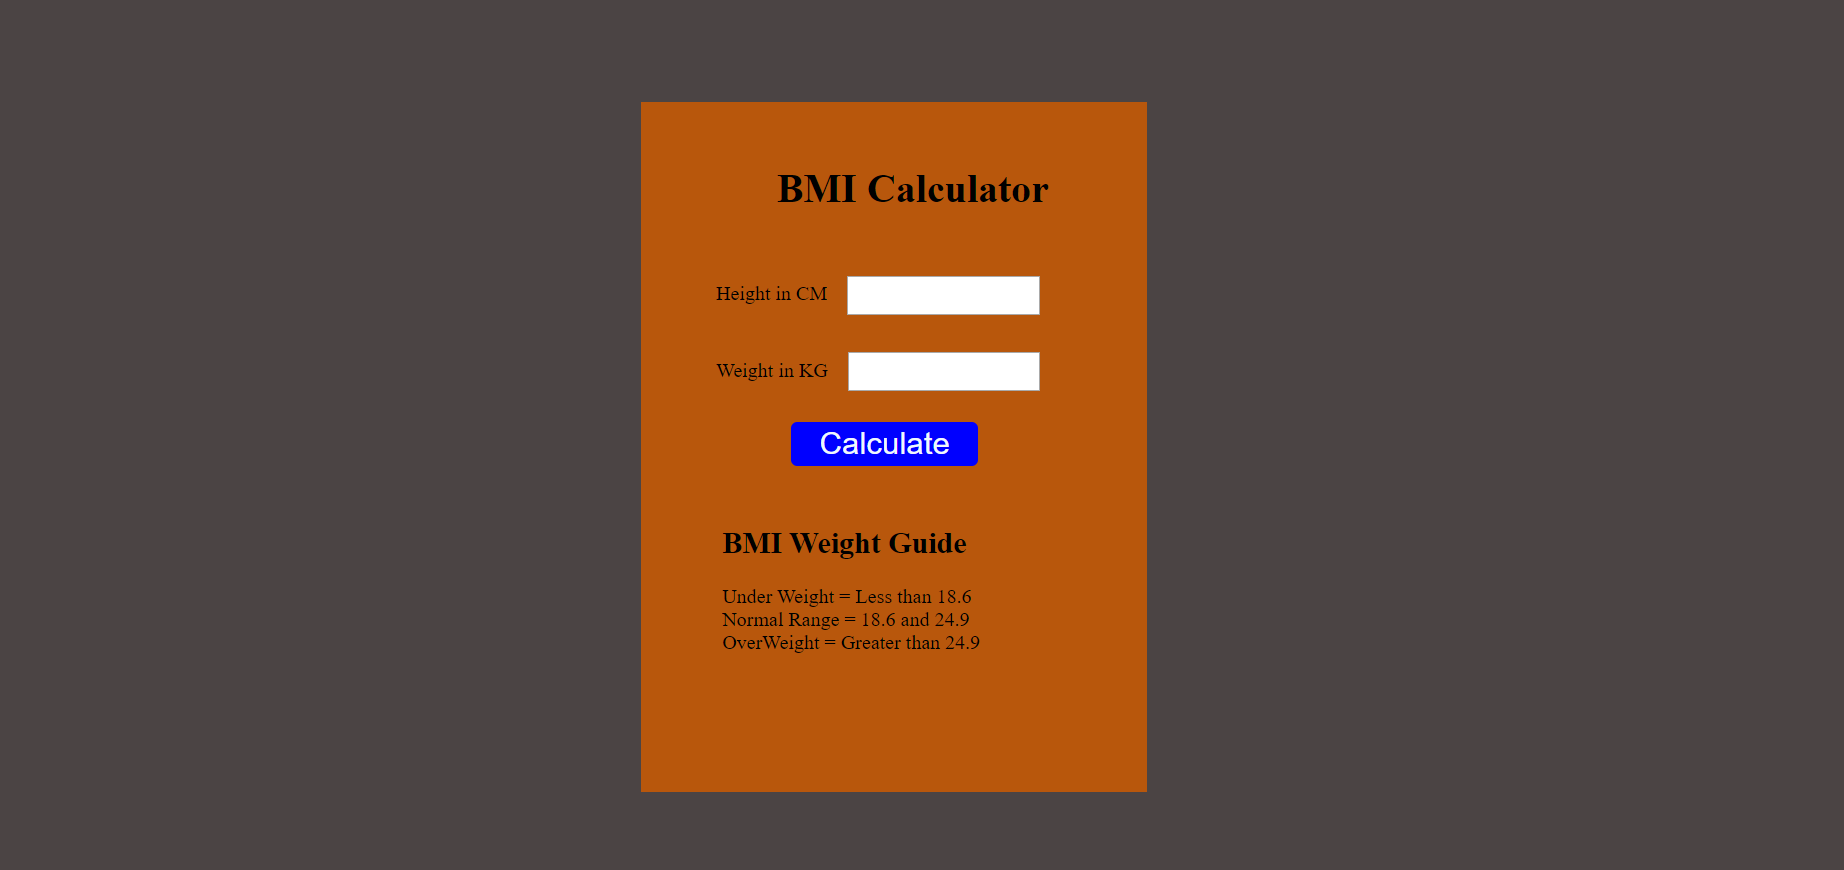 BMI Calculator
Height in CM
Weight in KG
Calculate
BMI Weight Guide
Under Weight = Less than 18.6
Normal Range = 18.6 and 24.9
OverWeight = Greater than 24.9